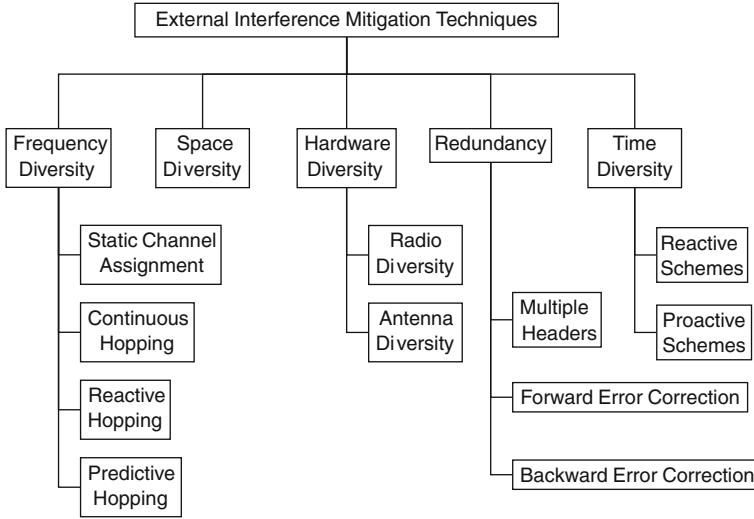 External Interference Mitigation Techniques
Frequency
Diversity
Space
Diversity
Hardware
Diversity
Redundancy
Time
Diversity
Static Channel
Assignment
Continuous
Hopping
Reactive
Hopping
Predictive
Hopping
Radio
Diversity
Antenna
Diversity
Multiple
Headers
Forward Error Correction
Backward Error Correction
Reactive
Schemes
Proactive
Schemes